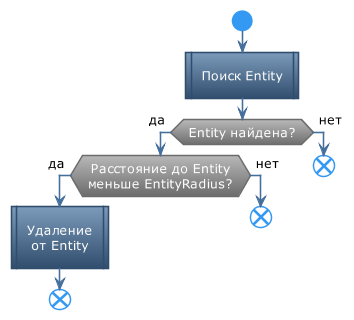 Поиск Entity
да
Entity найдена?
нет
да
Расстояние до Entity
меньше EntityRadius?
нет
Удаление
от Entity